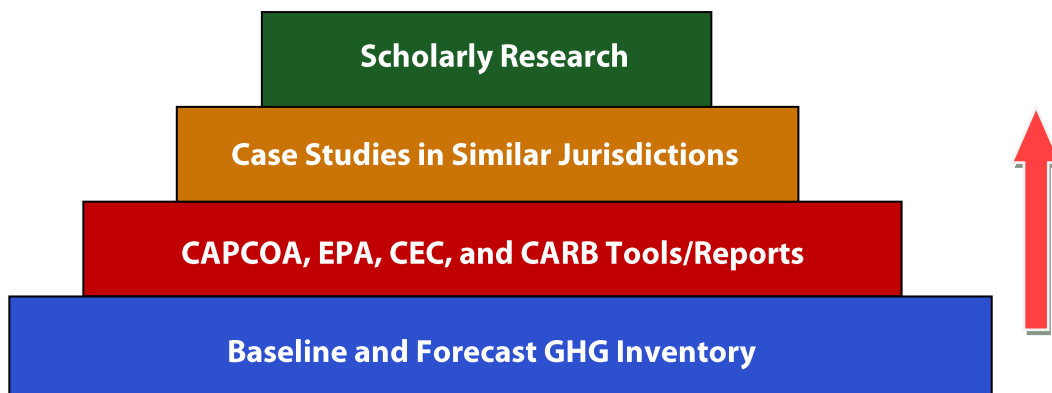 Scholarly Research
Case Studies in Similar Jurisdictions
CAPCOA, EPA, CEC, and CARB Tools/Reports
Baseline and Forecast GHG Inventory